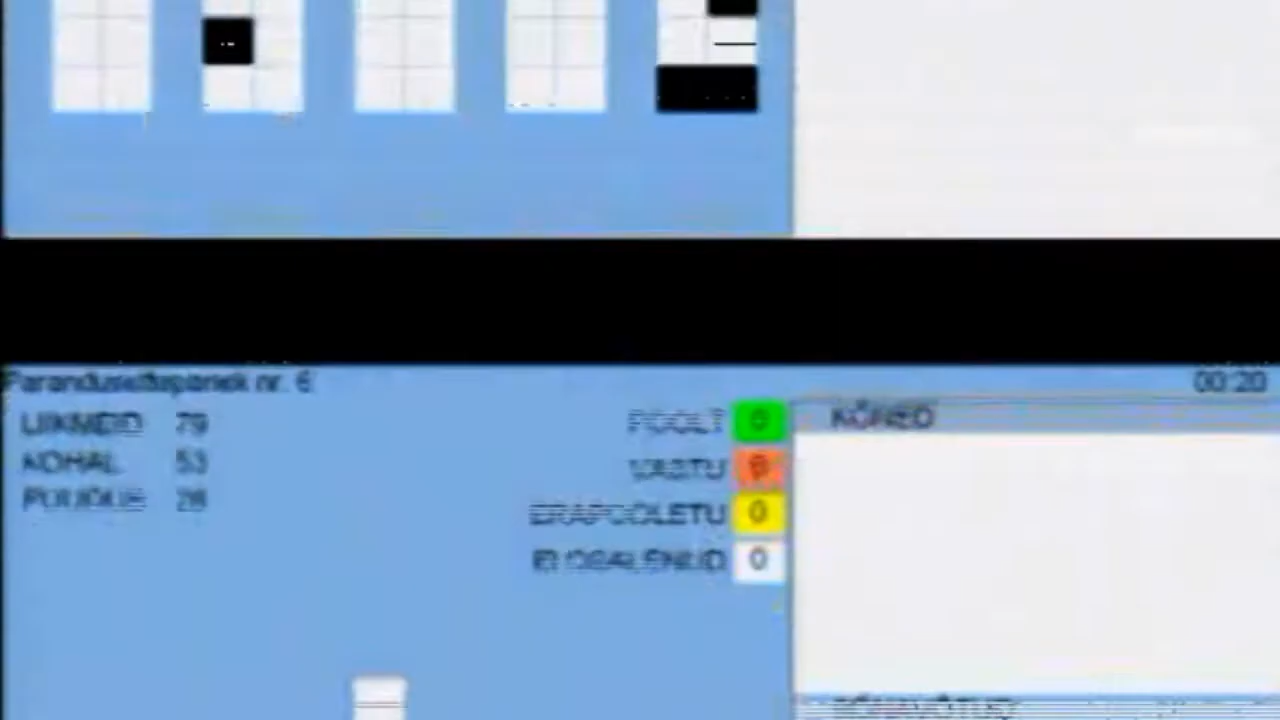 Parandusettepanek nr. 6
00:20
LIIKMEID 79
KOHAL 53
PUUDUB 26
POOLT 0
VASTU 0
ERAPOOLETU 0
EI OSALENUD 0
KÕNED